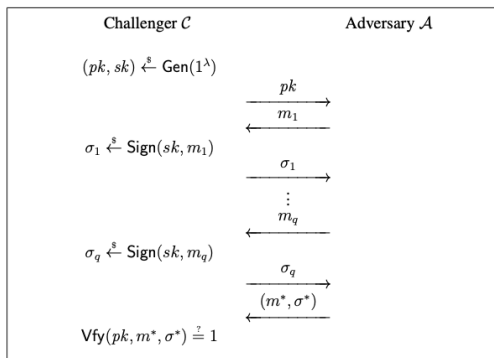 Challenger 𝒞 Adversary 𝒜
(pk, sk) ←$ Gen(1^λ)
pk
m_1
σ_1 ←$ Sign(sk, m_1)
σ_1
⋮
m_q
σ_q ←$ Sign(sk, m_q)
σ_q
(m*, σ*)
Vfy(pk, m*, σ*) ≟ 1